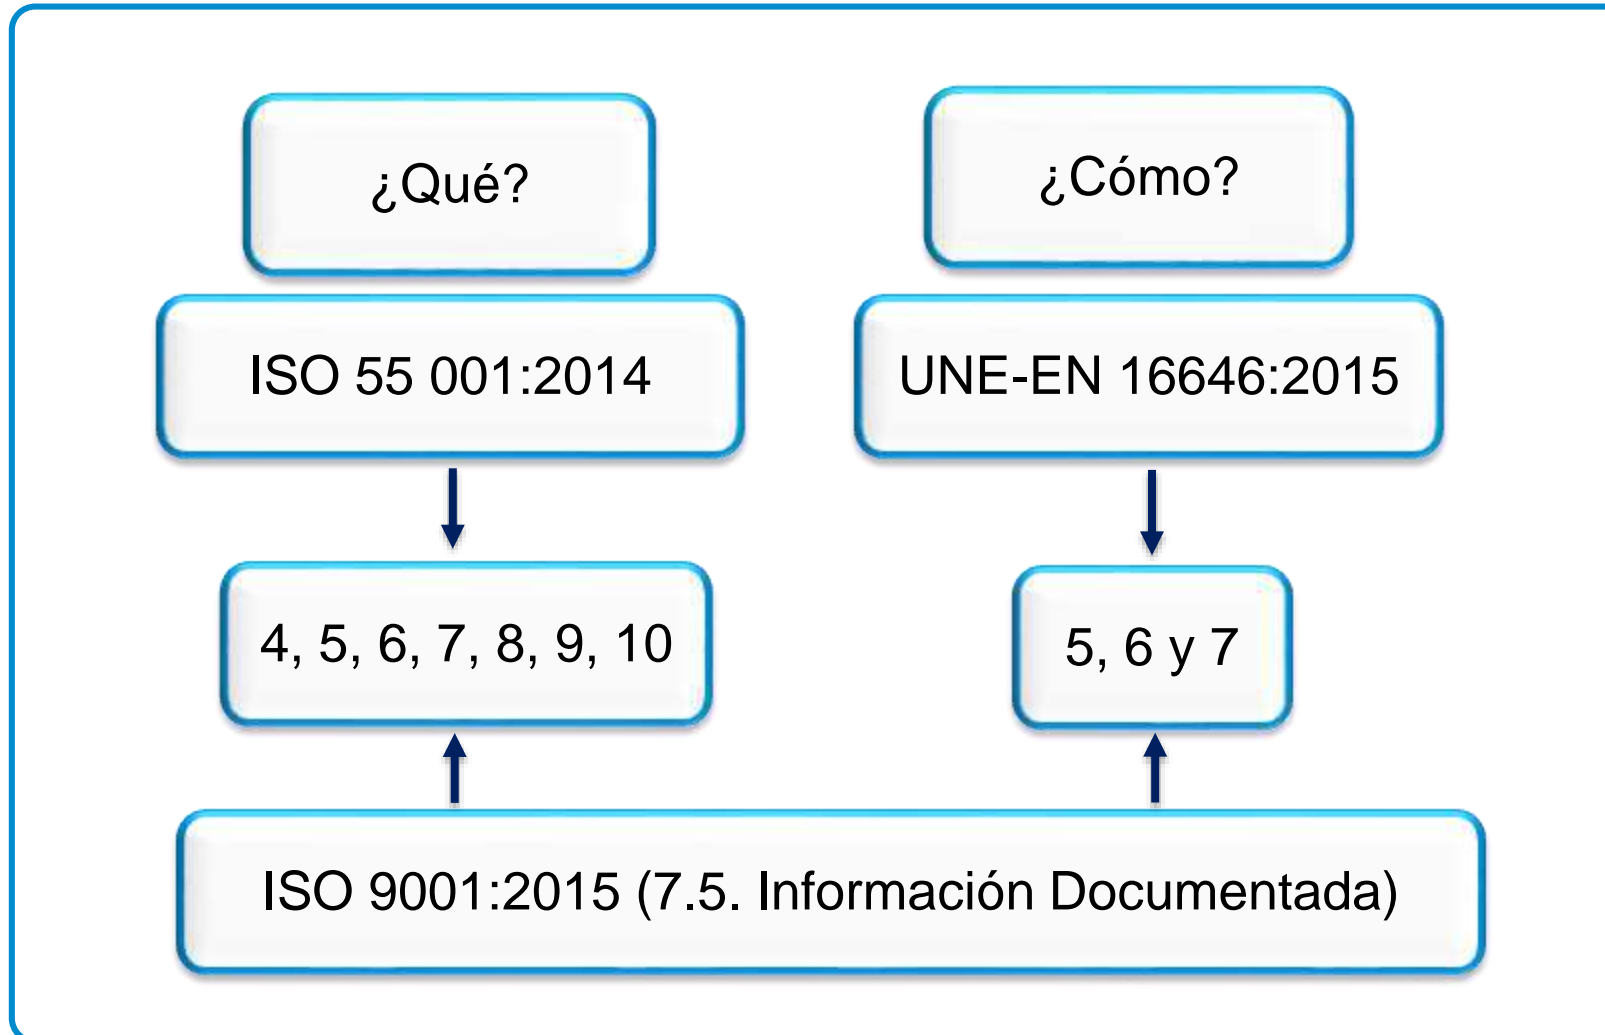 ¿Qué?
¿Cómo?
ISO 55 001:2014
UNE-EN 16646:2015
4, 5, 6, 7, 8, 9, 10
5, 6 y 7
ISO 9001:2015 (7.5. Información Documentada)